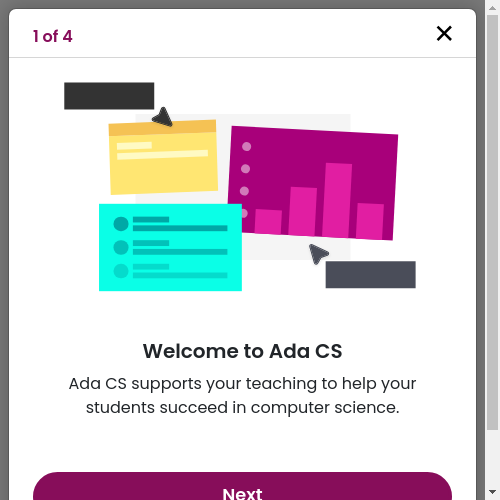 1 of 4
Welcome to Ada CS
Ada CS supports your teaching to help your
students succeed in computer science.
Next